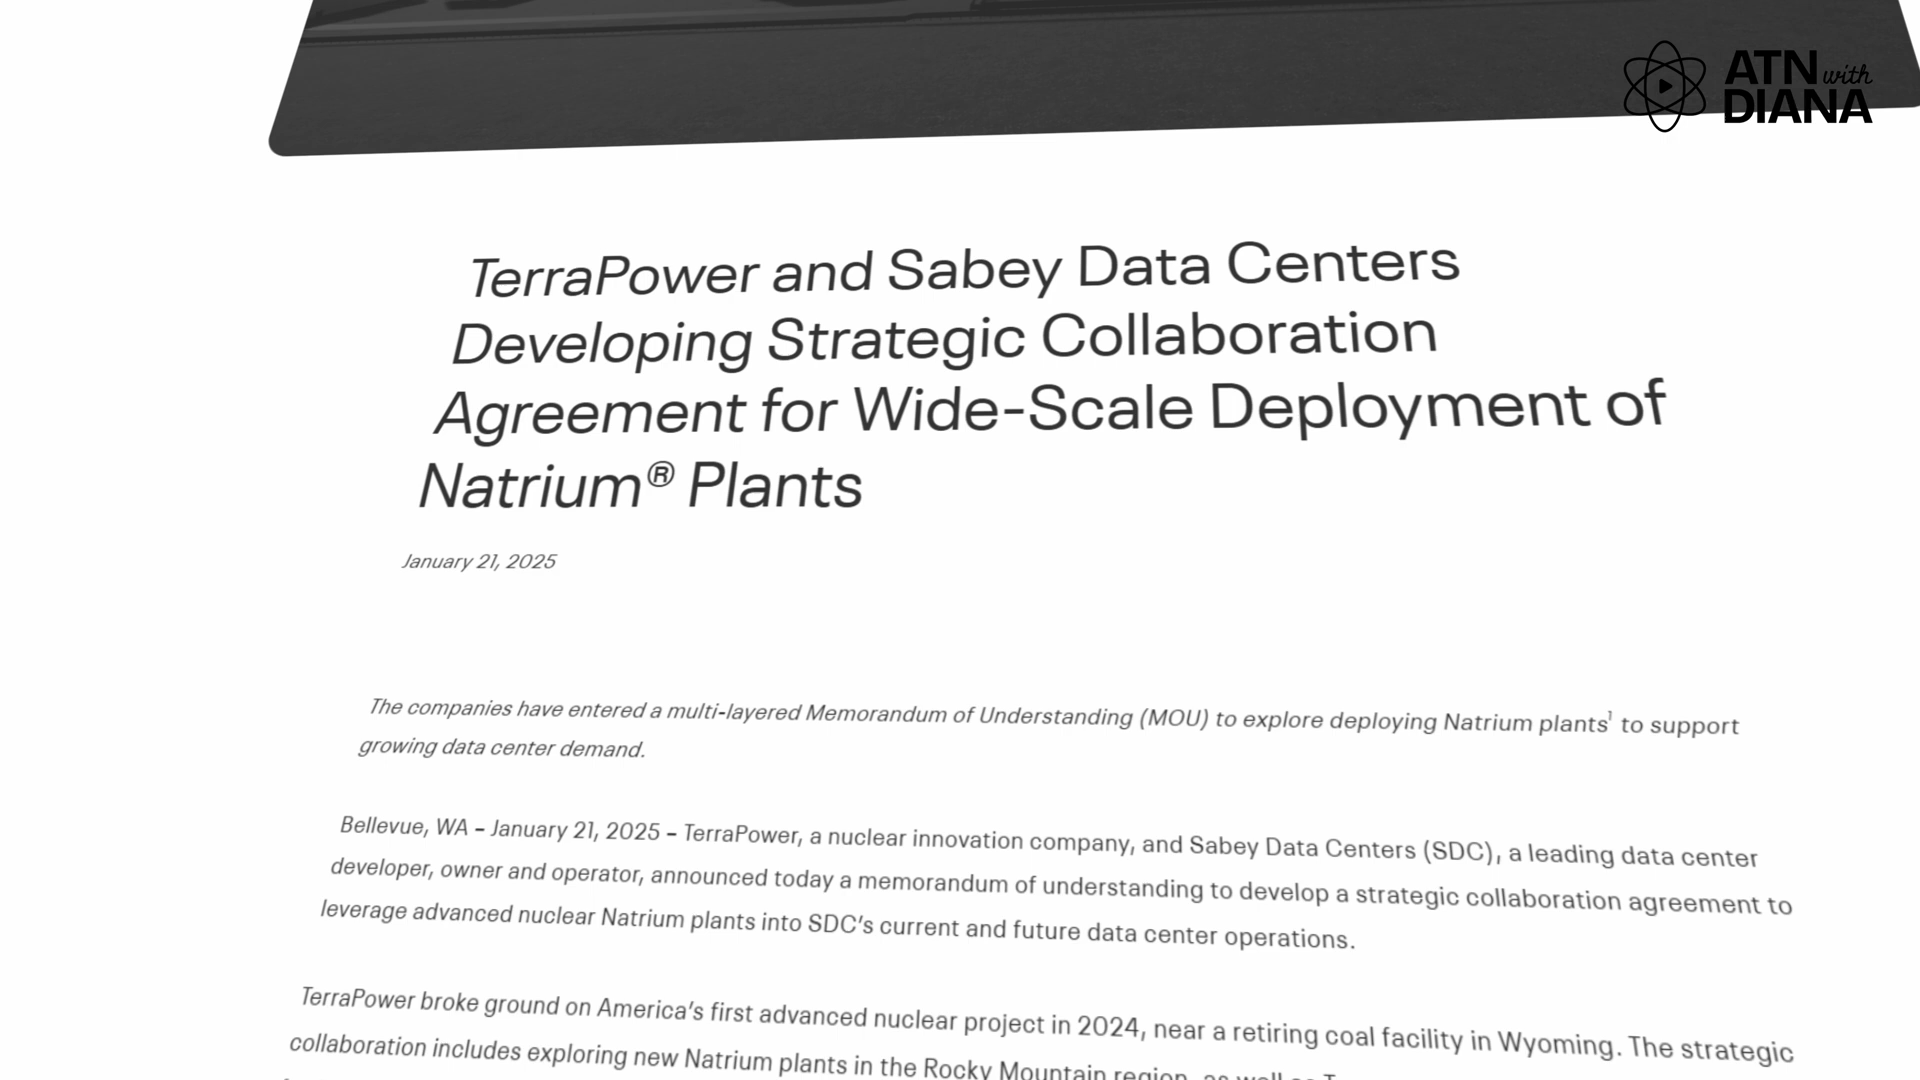 ATN with
DIANA
TerraPower and Sabey Data Centers
Developing Strategic Collaboration
Agreement for Wide-Scale Deployment of
Natrium® Plants
January 21, 2025
The companies have entered a multi-layered Memorandum of Understanding (MOU) to explore deploying Natrium plants¹ to support
growing data center demand.
Bellevue, WA – January 21, 2025 – TerraPower, a nuclear innovation company, and Sabey Data Centers (SDC), a leading data center
developer, owner and operator, announced today a memorandum of understanding to develop a strategic collaboration agreement to
leverage advanced nuclear Natrium plants into SDC’s current and future data center operations.
TerraPower broke ground on America’s first advanced nuclear project in 2024, near a retiring coal facility in Wyoming. The strategic
collaboration includes exploring new Natrium plants in the Rocky Mountain region, as well as